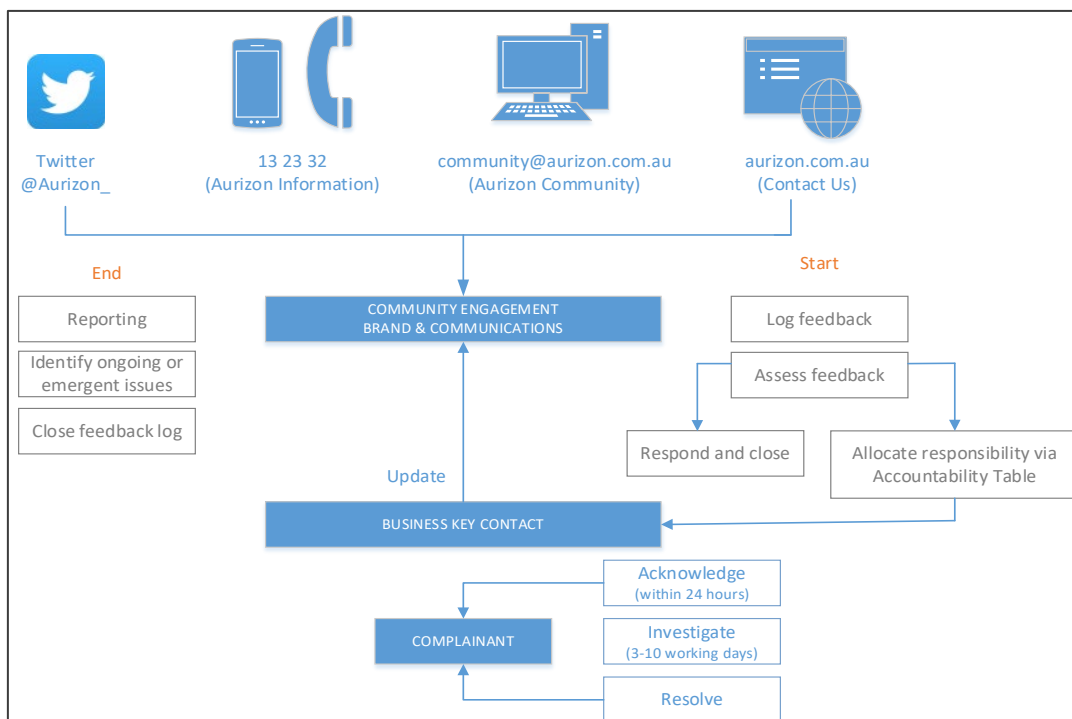 Twitter
@Aurizon_
13 23 32
(Aurizon Information)
community@aurizon.com.au
(Aurizon Community)
aurizon.com.au
(Contact Us)
End
Reporting
Identify ongoing or
emergent issues
Close feedback log
COMMUNITY ENGAGEMENT
BRAND & COMMUNICATIONS
Start
Log feedback
Assess feedback
Respond and close
Allocate responsibility via
Accountability Table
Update
BUSINESS KEY CONTACT
Acknowledge
(within 24 hours)
COMPLAINANT
Investigate
(3-10 working days)
Resolve